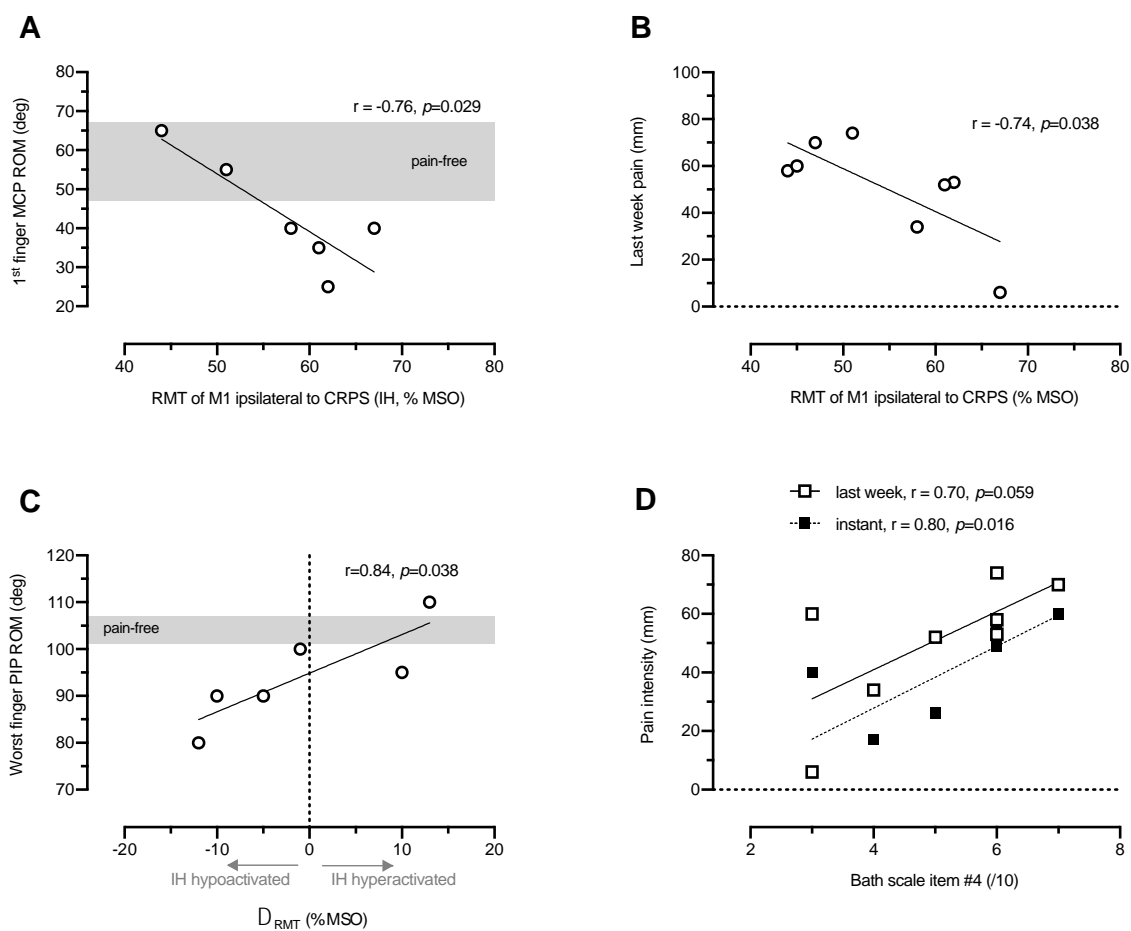 A
80
70
60
50
40
30
20
1st finger MCP ROM (deg)
r = -0.76, p=0.029
pain-free
40 50 60 70 80
RMT of M1 ipsilateral to CRPS (IH, % MSO)
B
100
80
60
40
20
0
Last week pain (mm)
r = -0.74, p=0.038
40 50 60 70 80
RMT of M1 ipsilateral to CRPS (% MSO)
C
120
110
100
90
80
70
Worst finger PIP ROM (deg)
r=0.84, p=0.038
pain-free
-20 -10 0 10 20
IH hypoactivated IH hyperactivated
DRMT (%MSO)
D
last week, r = 0.70, p=0.059
instant, r = 0.80, p=0.016
80
60
40
20
0
Pain intensity (mm)
2 4 6 8
Bath scale item #4 (/10)